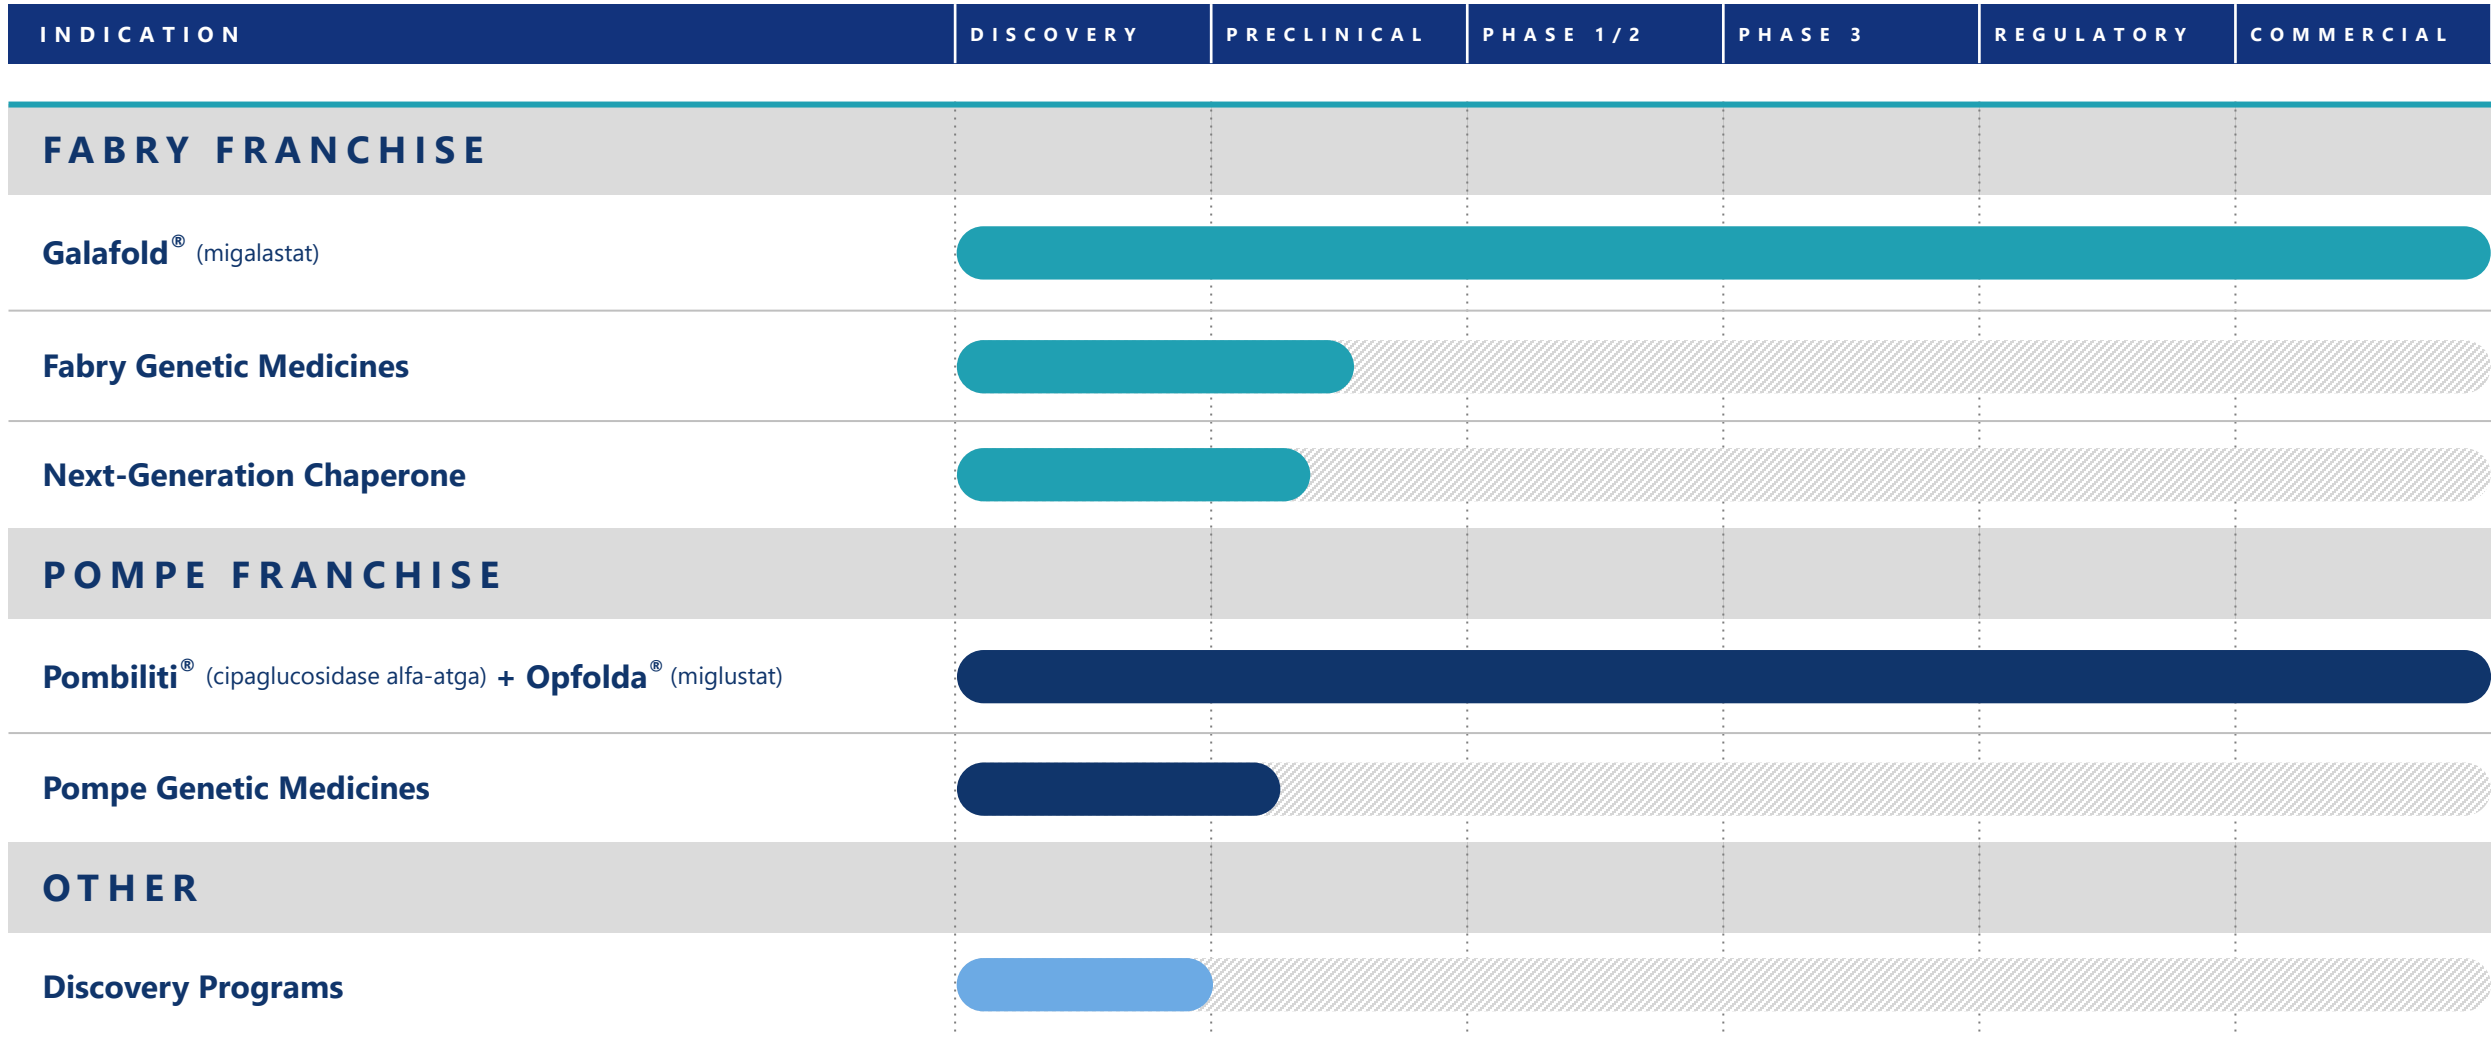 INDICATION DISCOVERY PRECLINICAL PHASE 1/2 PHASE 3 REGULATORY COMMERCIAL
FABRY FRANCHISE
Galafold® (migalastat)
Fabry Genetic Medicines
Next-Generation Chaperone
POMPE FRANCHISE
Pombiliti® (cipaglucosidase alfa-atga) + Opfolda® (miglustat)
Pompe Genetic Medicines
OTHER
Discovery Programs